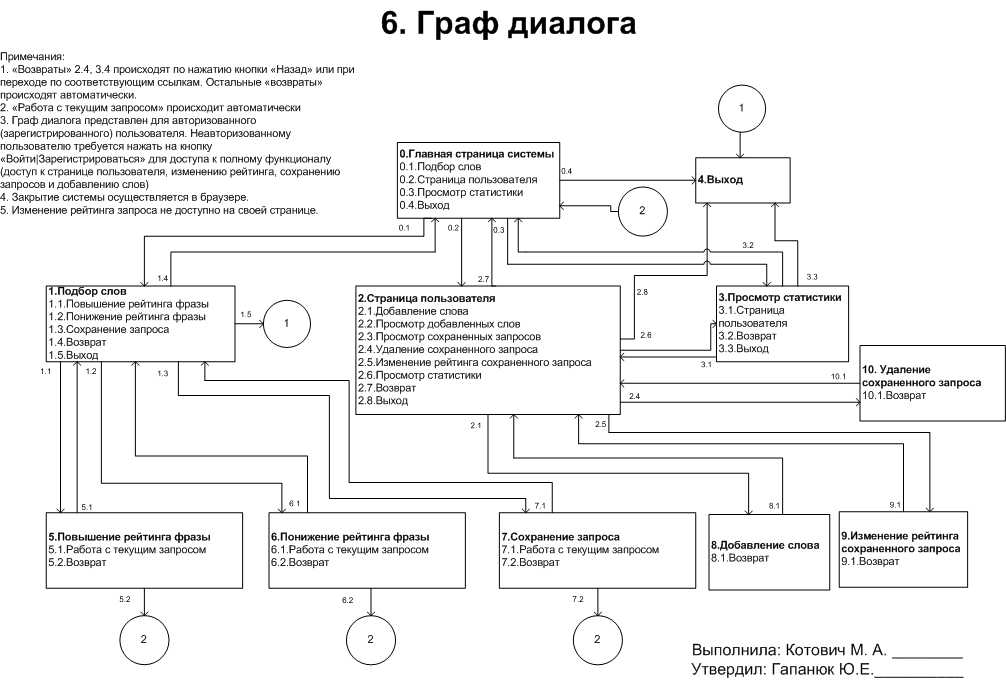 6. Граф диалога
Примечания:
1. «Возвраты» 2.4, 3.4 происходят по нажатию кнопки «Назад» или при
переходе по соответствующим ссылкам. Остальные «возвраты»
происходят автоматически.
2. «Работа с текущим запросом» происходит автоматически
3. Граф диалога представлен для авторизованного
(зарегистрированного) пользователя. Неавторизованному
пользователю требуется нажать на кнопку
«Войти|Зарегистрироваться» для доступа к полному функционалу
(доступ к странице пользователя, изменению рейтинга, сохранению
запросов и добавлению слов)
4. Закрытие системы осуществляется в браузере.
5. Изменение рейтинга запроса не доступно на своей странице.
1
0.Главная страница системы
0.1.Подбор слов
0.2.Страница пользователя
0.3.Просмотр статистики
0.4.Выход
0.4
4.Выход
2
0.1
0.2
0.3
3.2
1.4
2.7
3.3
2.8
1.Подбор слов
1.1.Повышение рейтинга фразы
1.2.Понижение рейтинга фразы
1.3.Сохранение запроса
1.4.Возврат
1.5.Выход
1.5
1
2.Страница пользователя
2.1.Добавление слова
2.2.Просмотр добавленных слов
2.3.Просмотр сохраненных запросов
2.4.Удаление сохраненного запроса
2.5.Изменение рейтинга сохраненного запроса
2.6.Просмотр статистики
2.7.Возврат
2.8.Выход
2.6
3.Просмотр статистики
3.1.Страница
пользователя
3.2.Возврат
3.3.Выход
3.1
10. Удаление
сохраненного запроса
10.1.Возврат
10.1
2.4
1.1
1.2
1.3
2.1
2.5
5.1
6.1
7.1
8.1
9.1
5.Повышение рейтинга фразы
5.1.Работа с текущим запросом
5.2.Возврат
6.Понижение рейтинга фразы
6.1.Работа с текущим запросом
6.2.Возврат
7.Сохранение запроса
7.1.Работа с текущим запросом
7.2.Возврат
8.Добавление слова
8.1.Возврат
9.Изменение рейтинга
сохраненного запроса
9.1.Возврат
5.2
6.2
7.2
2
2
2
Выполнила: Котович М. А. ________
Утвердил: Гапанюк Ю.Е.__________